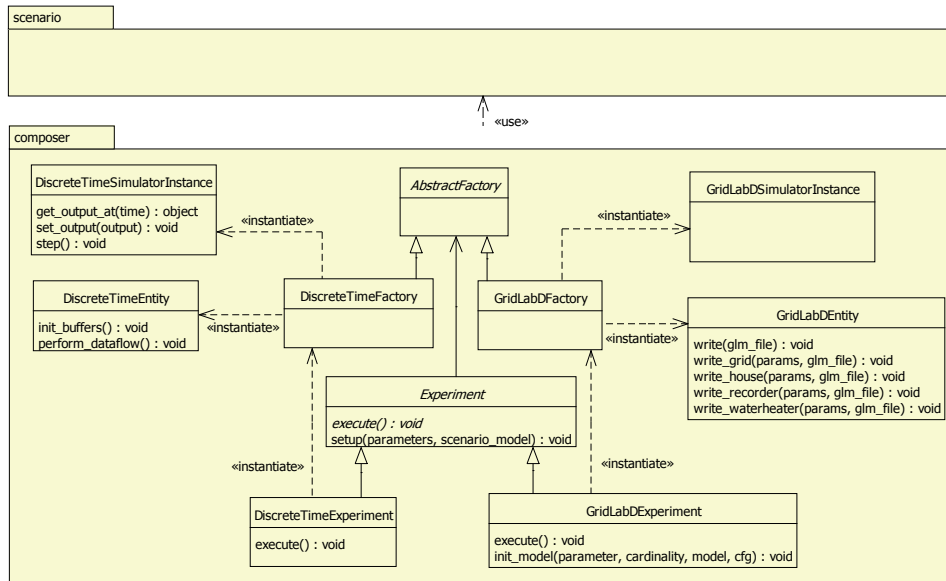 scenario
«use»
composer
DiscreteTimeSimulatorInstance
get_output_at(time) : object
set_output(output) : void
step() : void
«instantiate»
AbstractFactory
«instantiate»
GridLabDSimulatorInstance
DiscreteTimeEntity
init_buffers() : void
perform_dataflow() : void
«instantiate»
DiscreteTimeFactory
GridLabDFactory
«instantiate»
GridLabDEntity
write(glm_file) : void
write_grid(params, glm_file) : void
write_house(params, glm_file) : void
write_recorder(params, glm_file) : void
write_waterheater(params, glm_file) : void
Experiment
execute() : void
setup(parameters, scenario_model) : void
«instantiate»
«instantiate»
DiscreteTimeExperiment
execute() : void
GridLabDExperiment
execute() : void
init_model(parameter, cardinality, model, cfg) : void